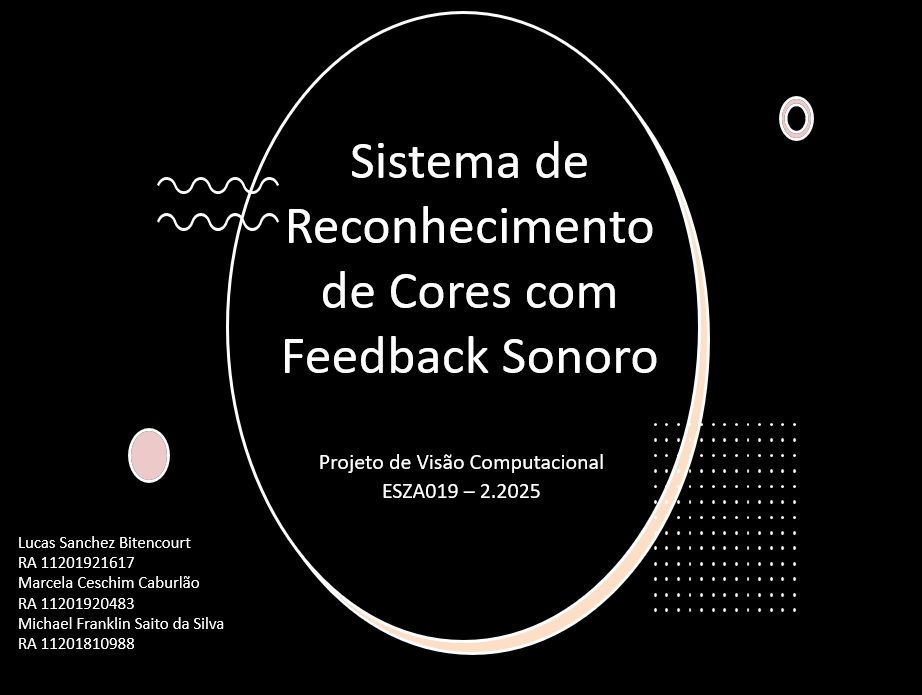 Sistema de
Reconhecimento
de Cores com
Feedback Sonoro
Projeto de Visão Computacional
ESZA019 – 2.2025
Lucas Sanchez Bitencourt
RA 11201921617
Marcela Ceschim Caburlão
RA 11201920483
Michael Franklin Saito da Silva
RA 11201810988